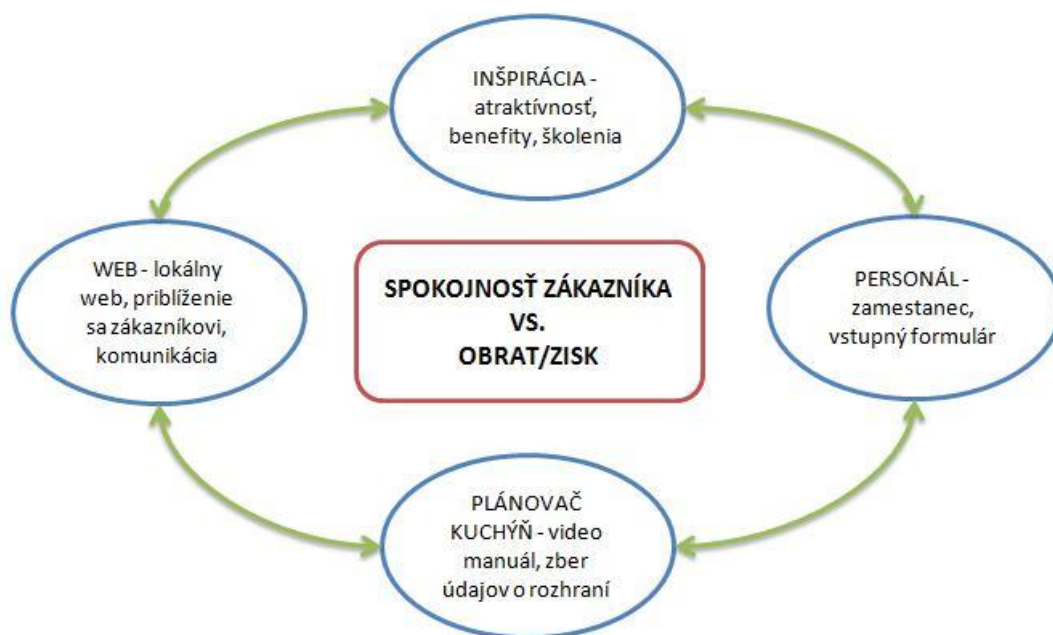 INŠPIRÁCIA -
atraktívnosť,
benefity, školenia
WEB - lokálny
web, priblíženie
sa zákazníkovi,
komunikácia
SPOKOJNOSŤ ZÁKAZNÍKA
VS.
OBRAT/ZISK
PERSONÁL -
zamestanec,
vstupný formulár
PLÁNOVAČ
KUCHÝŇ - video
manuál, zber
údajov o rozhraní